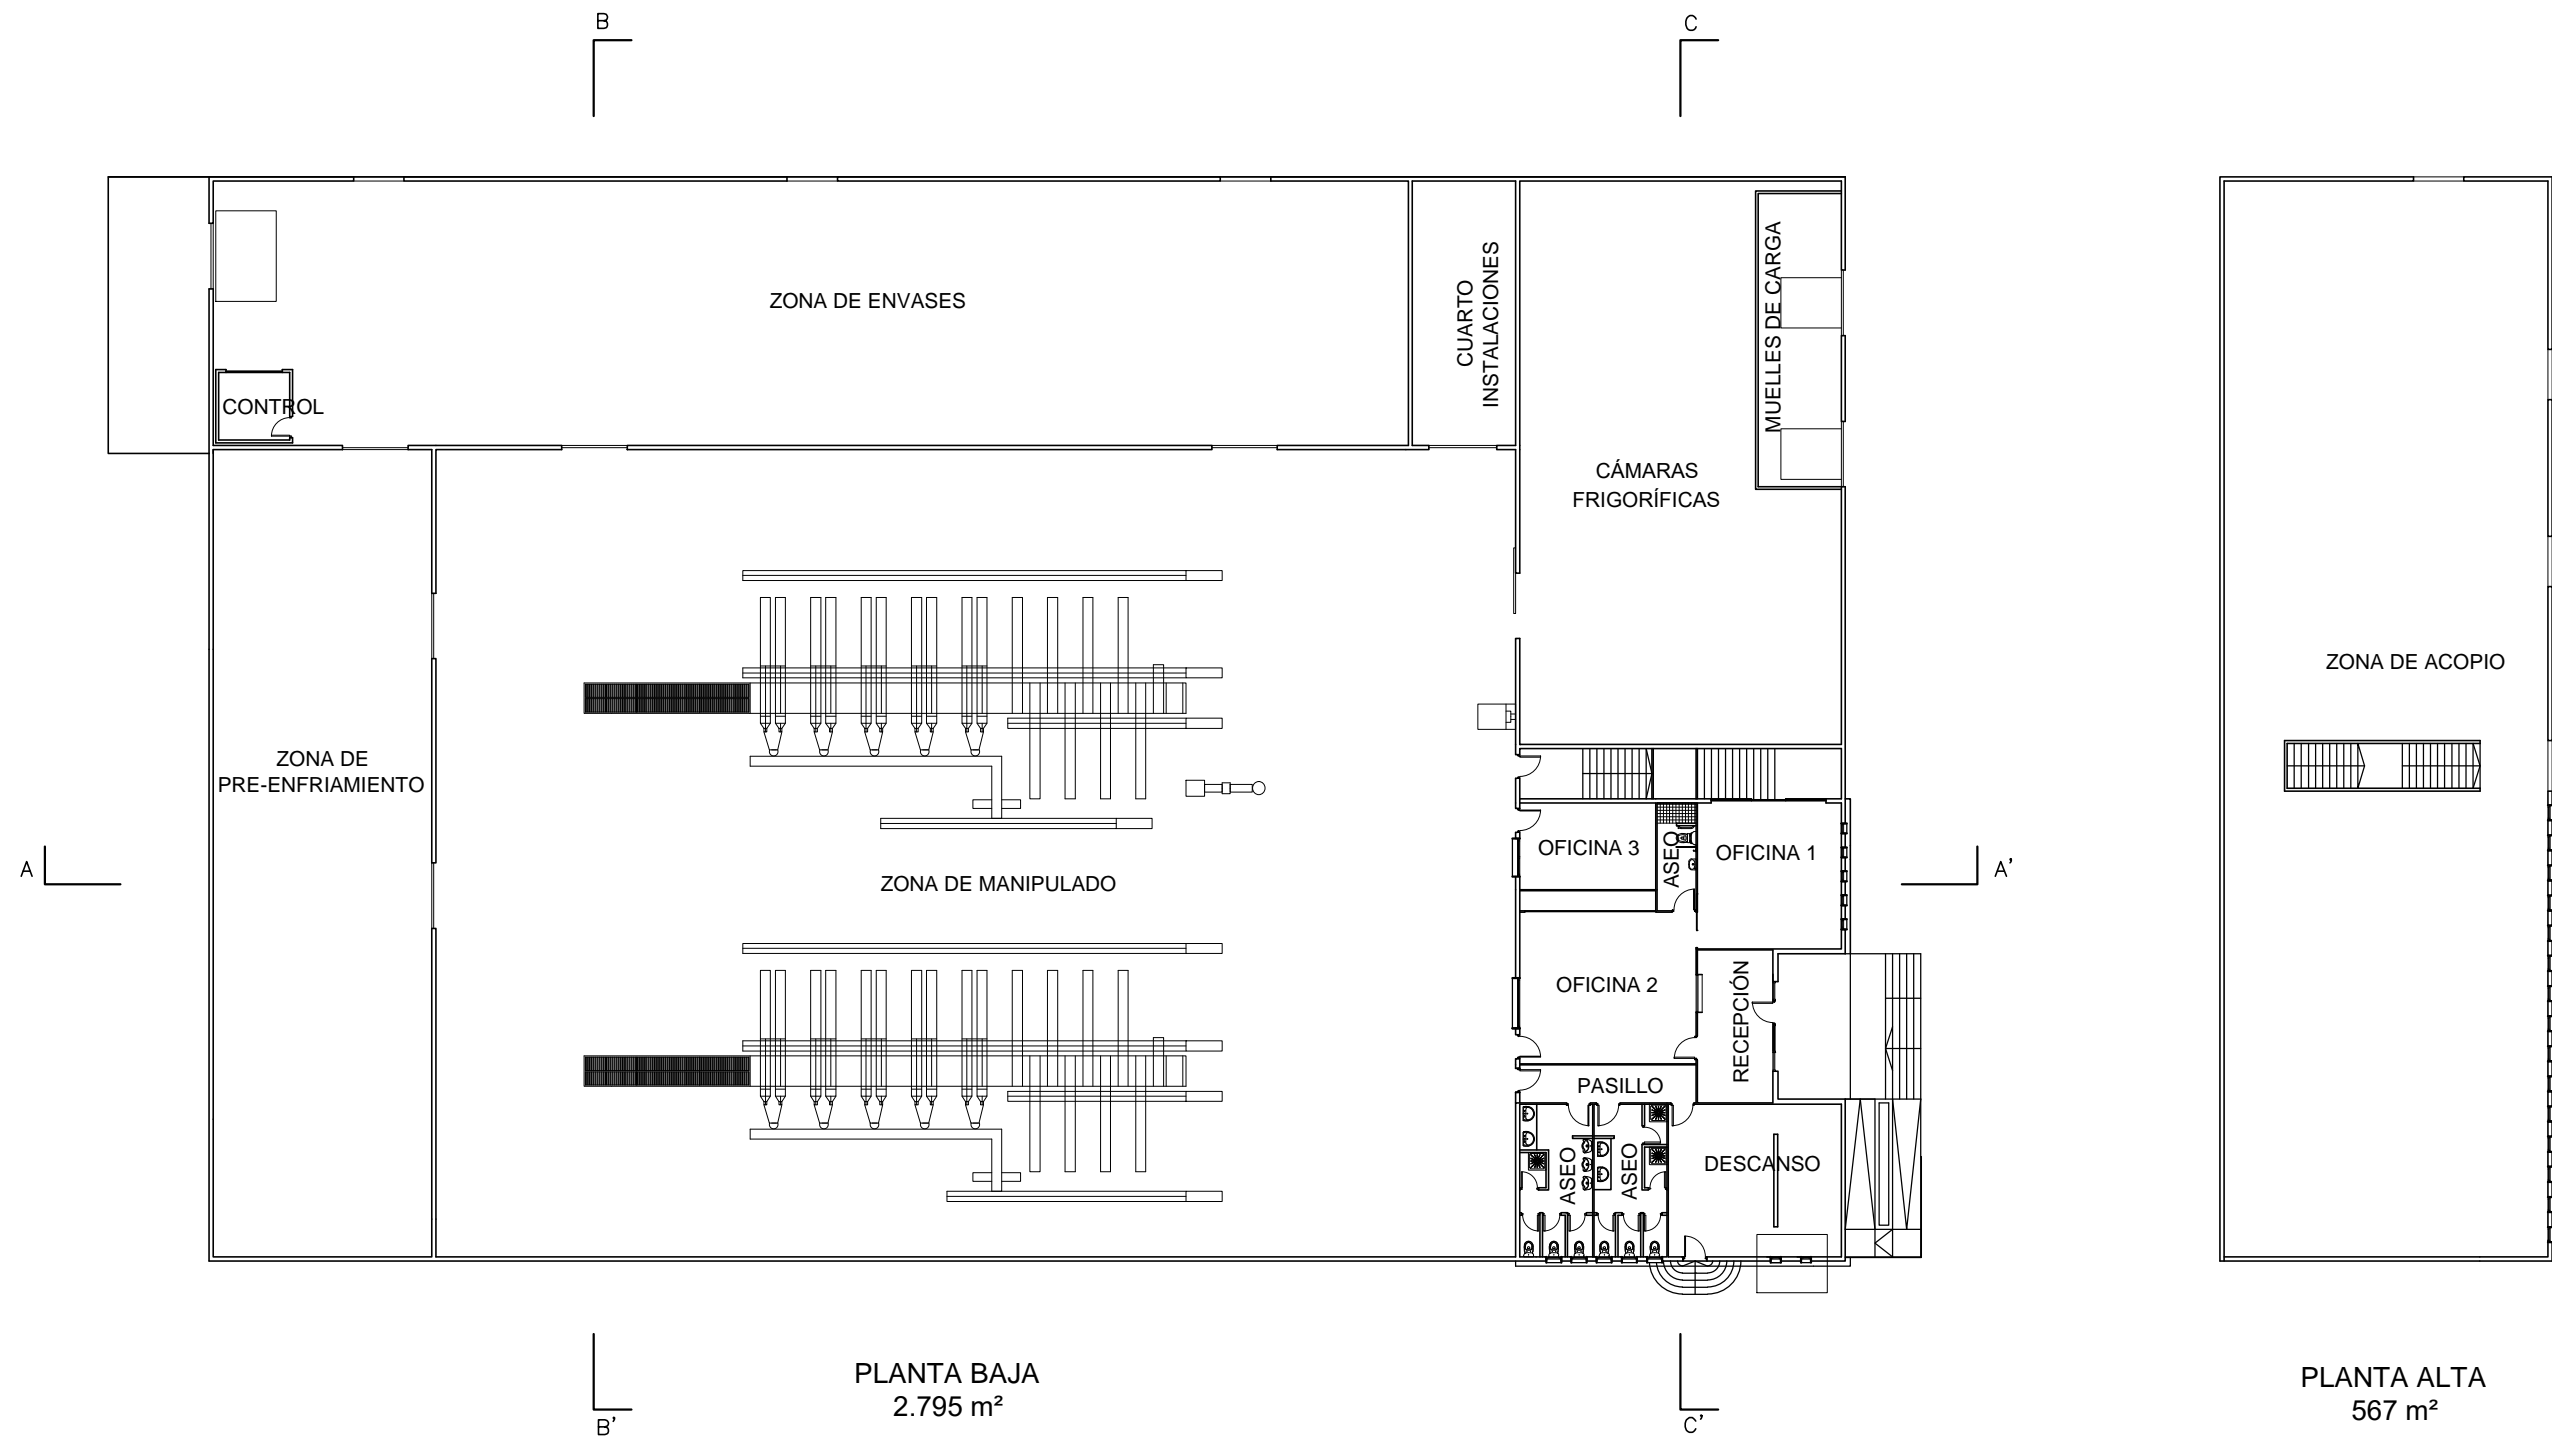 B
C
ZONA DE ENVASES
CUARTO
INSTALACIONES
MUELLES DE CARGA
CONTROL
CÁMARAS
FRIGORÍFICAS
ZONA DE ACOPIO
ZONA DE
PRE-ENFRIAMIENTO
OFICINA 3
ASEO
OFICINA 1
A
A'
ZONA DE MANIPULADO
OFICINA 2
RECEPCIÓN
PASILLO
ASEO
ASEO
DESCANSO
PLANTA BAJA
2.795 m²
PLANTA ALTA
567 m²
B'
C'